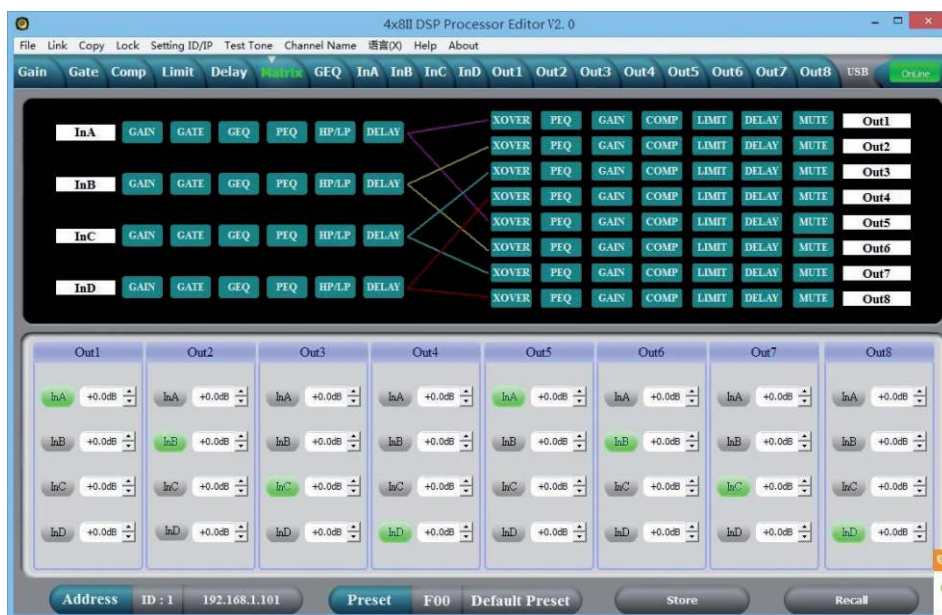 4x8II DSP Processor Editor V2. 0
File Link Copy Lock Setting ID/IP Test Tone Channel Name 语言(X) Help About
Gain Gate Comp Limit Delay Matrix GEQ InA InB InC InD Out1 Out2 Out3 Out4 Out5 Out6 Out7 Out8 USB OnLine
XOVER PEQ GAIN COMP LIMIT DELAY MUTE Out1
InA GAIN GATE GEQ PEQ HP/LP DELAY
XOVER PEQ GAIN COMP LIMIT DELAY MUTE Out2
XOVER PEQ GAIN COMP LIMIT DELAY MUTE Out3
InB GAIN GATE GEQ PEQ HP/LP DELAY
XOVER PEQ GAIN COMP LIMIT DELAY MUTE Out4
XOVER PEQ GAIN COMP LIMIT DELAY MUTE Out5
InC GAIN GATE GEQ PEQ HP/LP DELAY
XOVER PEQ GAIN COMP LIMIT DELAY MUTE Out6
XOVER PEQ GAIN COMP LIMIT DELAY MUTE Out7
InD GAIN GATE GEQ PEQ HP/LP DELAY
XOVER PEQ GAIN COMP LIMIT DELAY MUTE Out8
Out1 Out2 Out3 Out4 Out5 Out6 Out7 Out8
InA +0.0dB InA +0.0dB InA +0.0dB InA +0.0dB InA +0.0dB InA +0.0dB InA +0.0dB InA +0.0dB
InB +0.0dB InB +0.0dB InB +0.0dB InB +0.0dB InB +0.0dB InB +0.0dB InB +0.0dB InB +0.0dB
InC +0.0dB InC +0.0dB InC +0.0dB InC +0.0dB InC +0.0dB InC +0.0dB InC +0.0dB InC +0.0dB
InD +0.0dB InD +0.0dB InD +0.0dB InD +0.0dB InD +0.0dB InD +0.0dB InD +0.0dB InD +0.0dB
Address ID : 1 192.168.1.101 Preset F00 Default Preset Store Recall